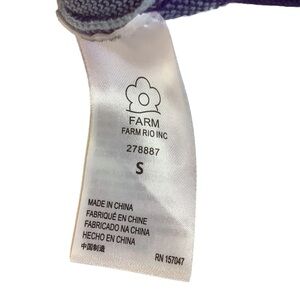 FARM
FARM RIO INC
278887
S
MADE IN CHINA
FABRIQUÉ EN CHINE
FABRICADO NA CHINA
HECHO EN CHINA
中国制造
RN 157047